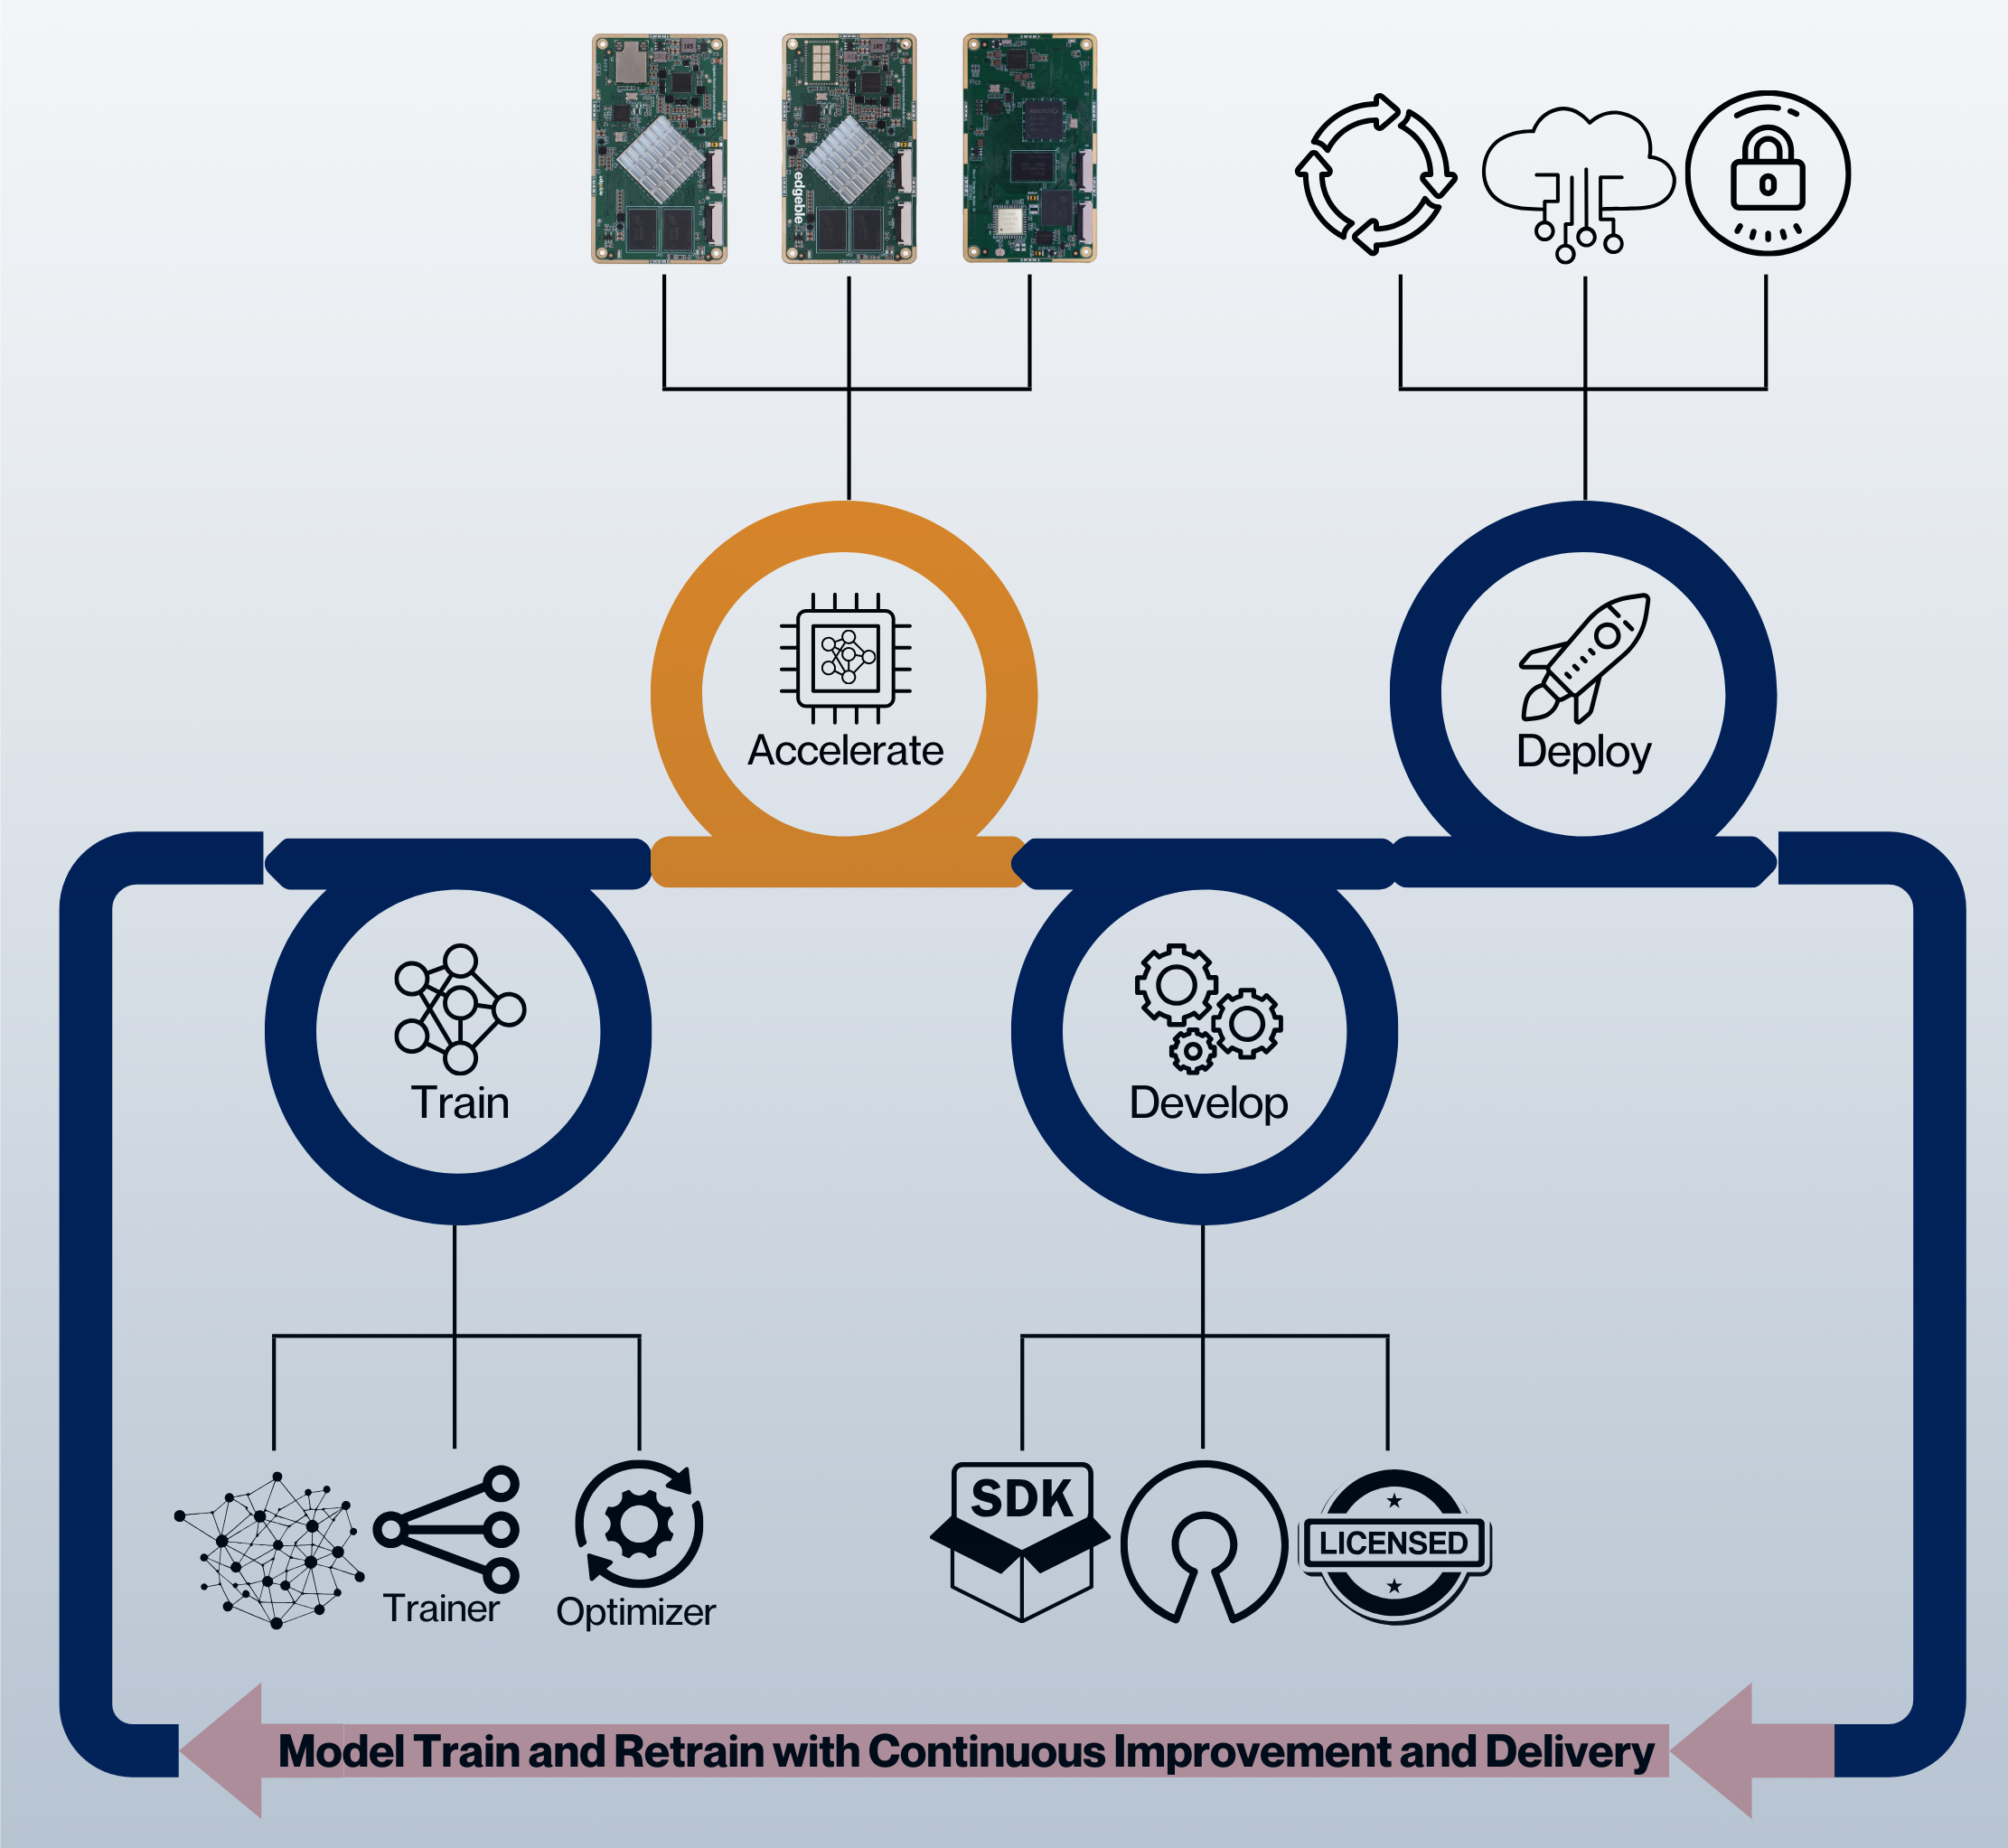 edgeble
Accelerate
Deploy
Train
Develop
Trainer
Optimizer
SDK
LICENSED
Model Train and Retrain with Continuous Improvement and Delivery